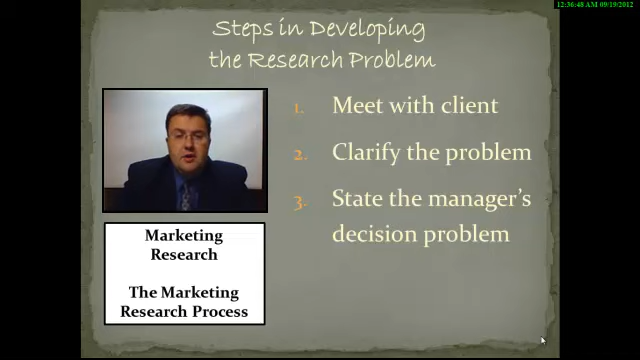 12:36:48 AM 09/19/2012
Steps in Developing
the Research Problem
1. Meet with client
2. Clarify the problem
3. State the manager's
decision problem
Marketing
Research
The Marketing
Research Process